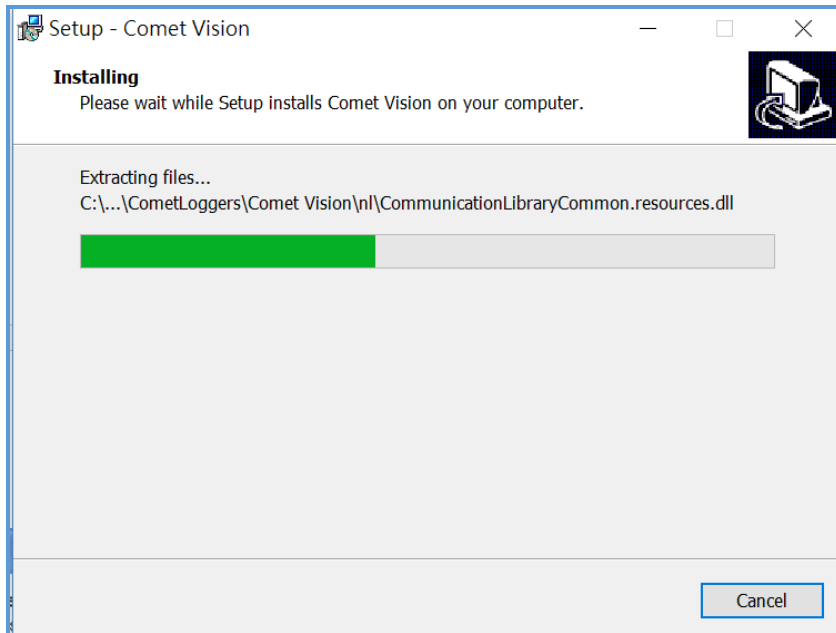 Setup - Comet Vision
Installing
Please wait while Setup installs Comet Vision on your computer.
Extracting files...
C:\...\CometLoggers\Comet Vision\nl\CommunicationLibraryCommon.resources.dll
Cancel